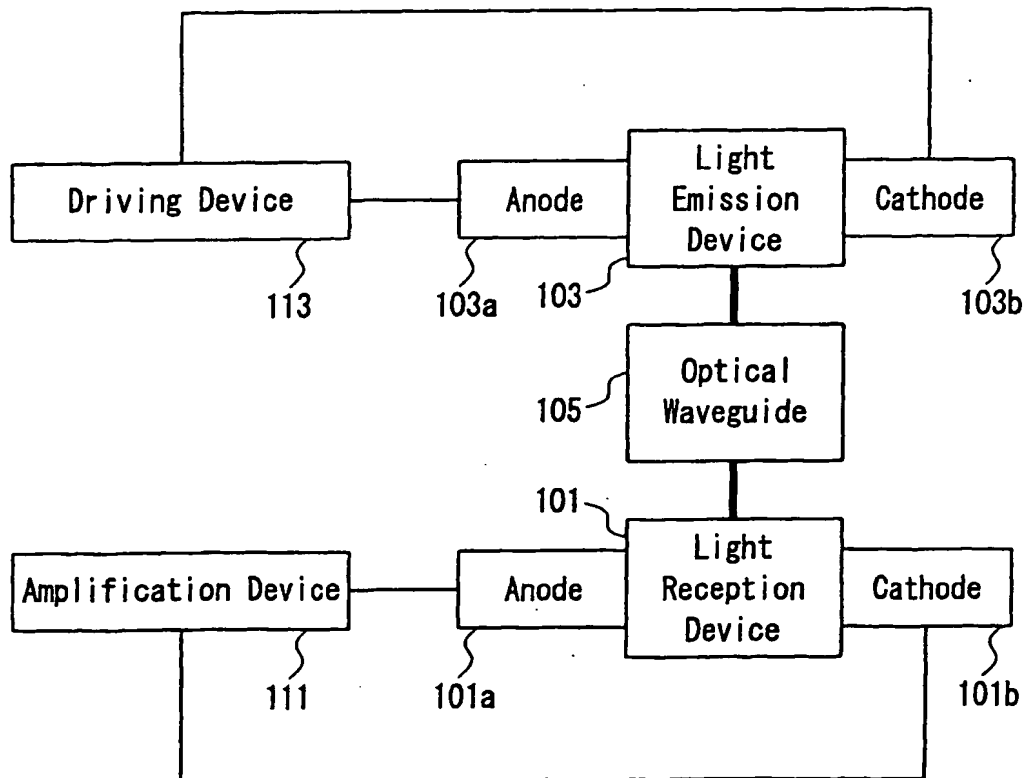 Driving Device
Anode
Light
Emission
Device
Cathode
113
103a
103
103b
105
Optical
Waveguide
101
Amplification Device
Anode
Light
Reception
Device
Cathode
111
101a
101b